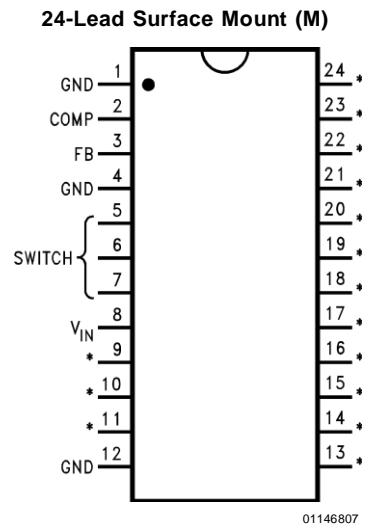 24-Lead Surface Mount (M)
GND 1 24 *
COMP 2 23 *
FB 3 22 *
GND 4 21 *
5 20 *
SWITCH 6 19 *
7 18 *
VIN 8 17 *
* 9 16 *
* 10 15 *
* 11 14 *
GND 12 13 *
01146807